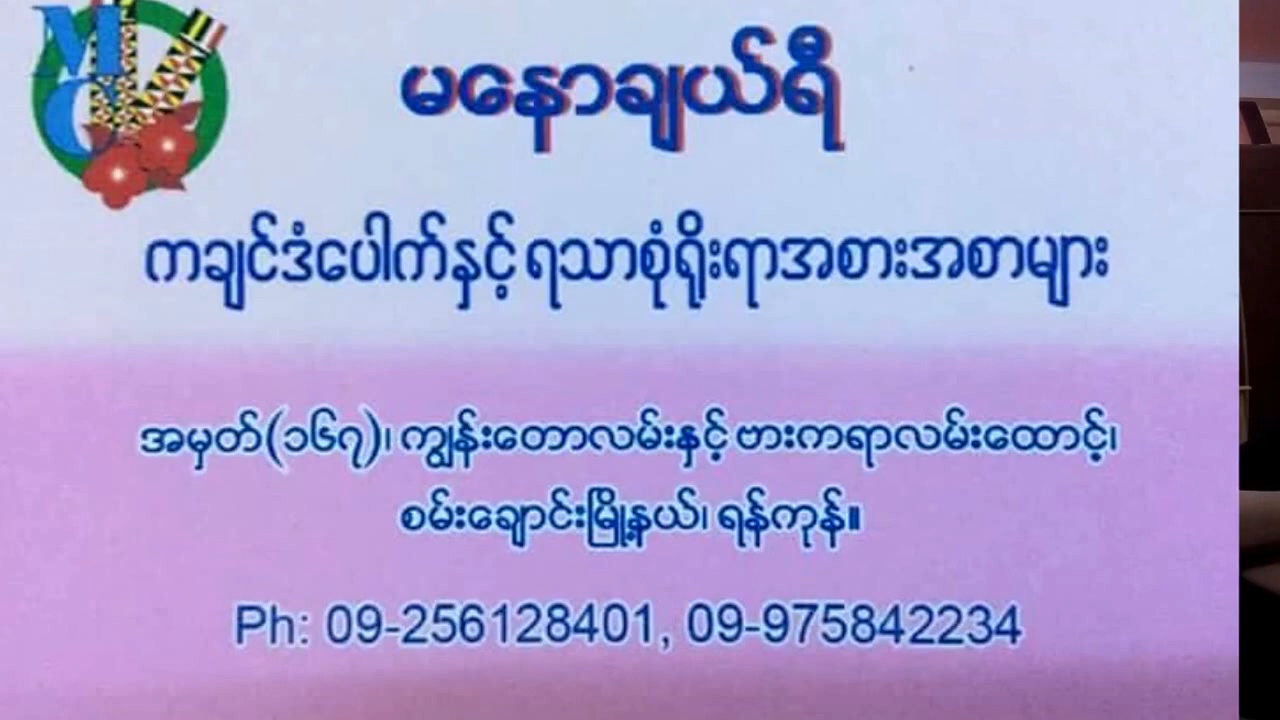 MC
မနောချယ်ရီ
ကချင်ဒံပေါက်နှင့် ရသာစုံရိုးရာအစားအစာများ
အမှတ်(၁၆၇)၊ ကျွန်းတောလမ်းနှင့် ဗားကရာလမ်းထောင့်၊
စမ်းချောင်းမြို့နယ်၊ ရန်ကုန်။
Ph: 09-256128401, 09-975842234